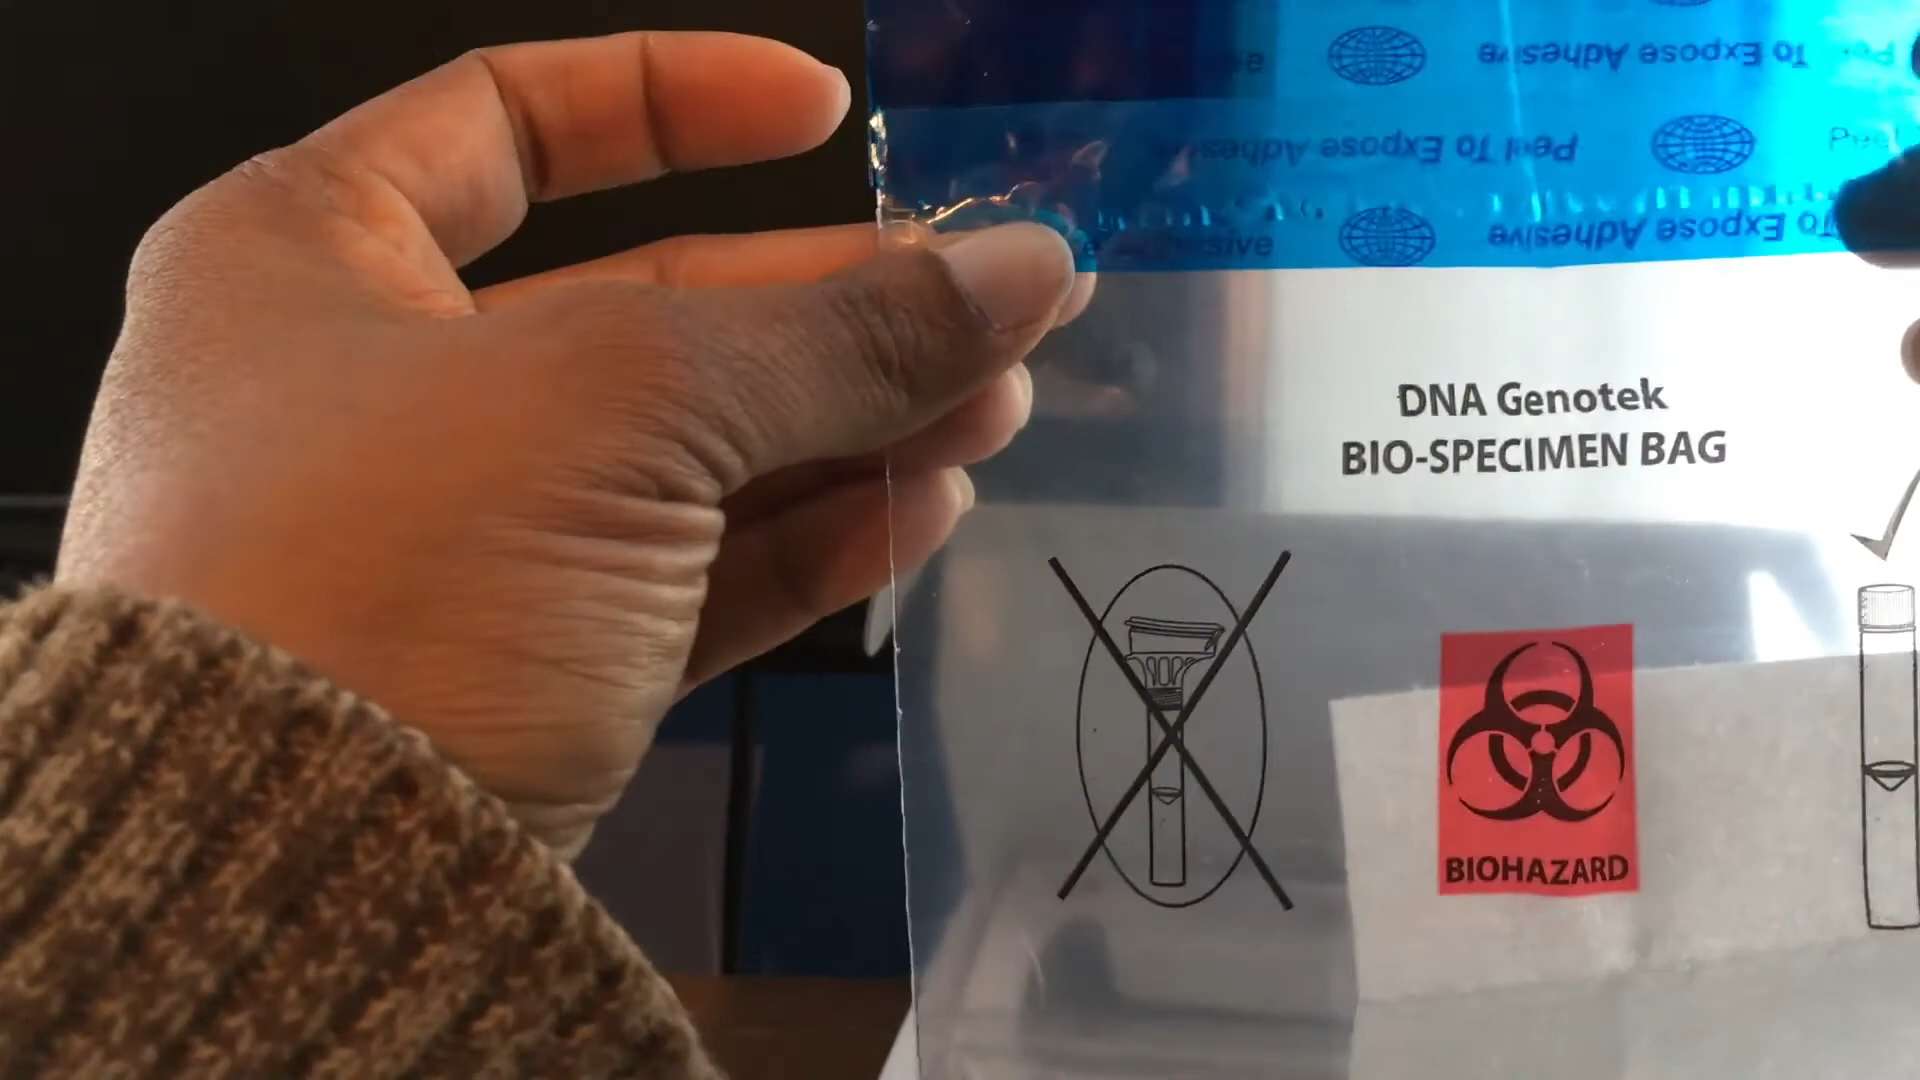 To Expose Adhesive
Peel To Expose Adhesive
Peel
To Expose Adhesive
DNA Genotek
BIO-SPECIMEN BAG
BIOHAZARD